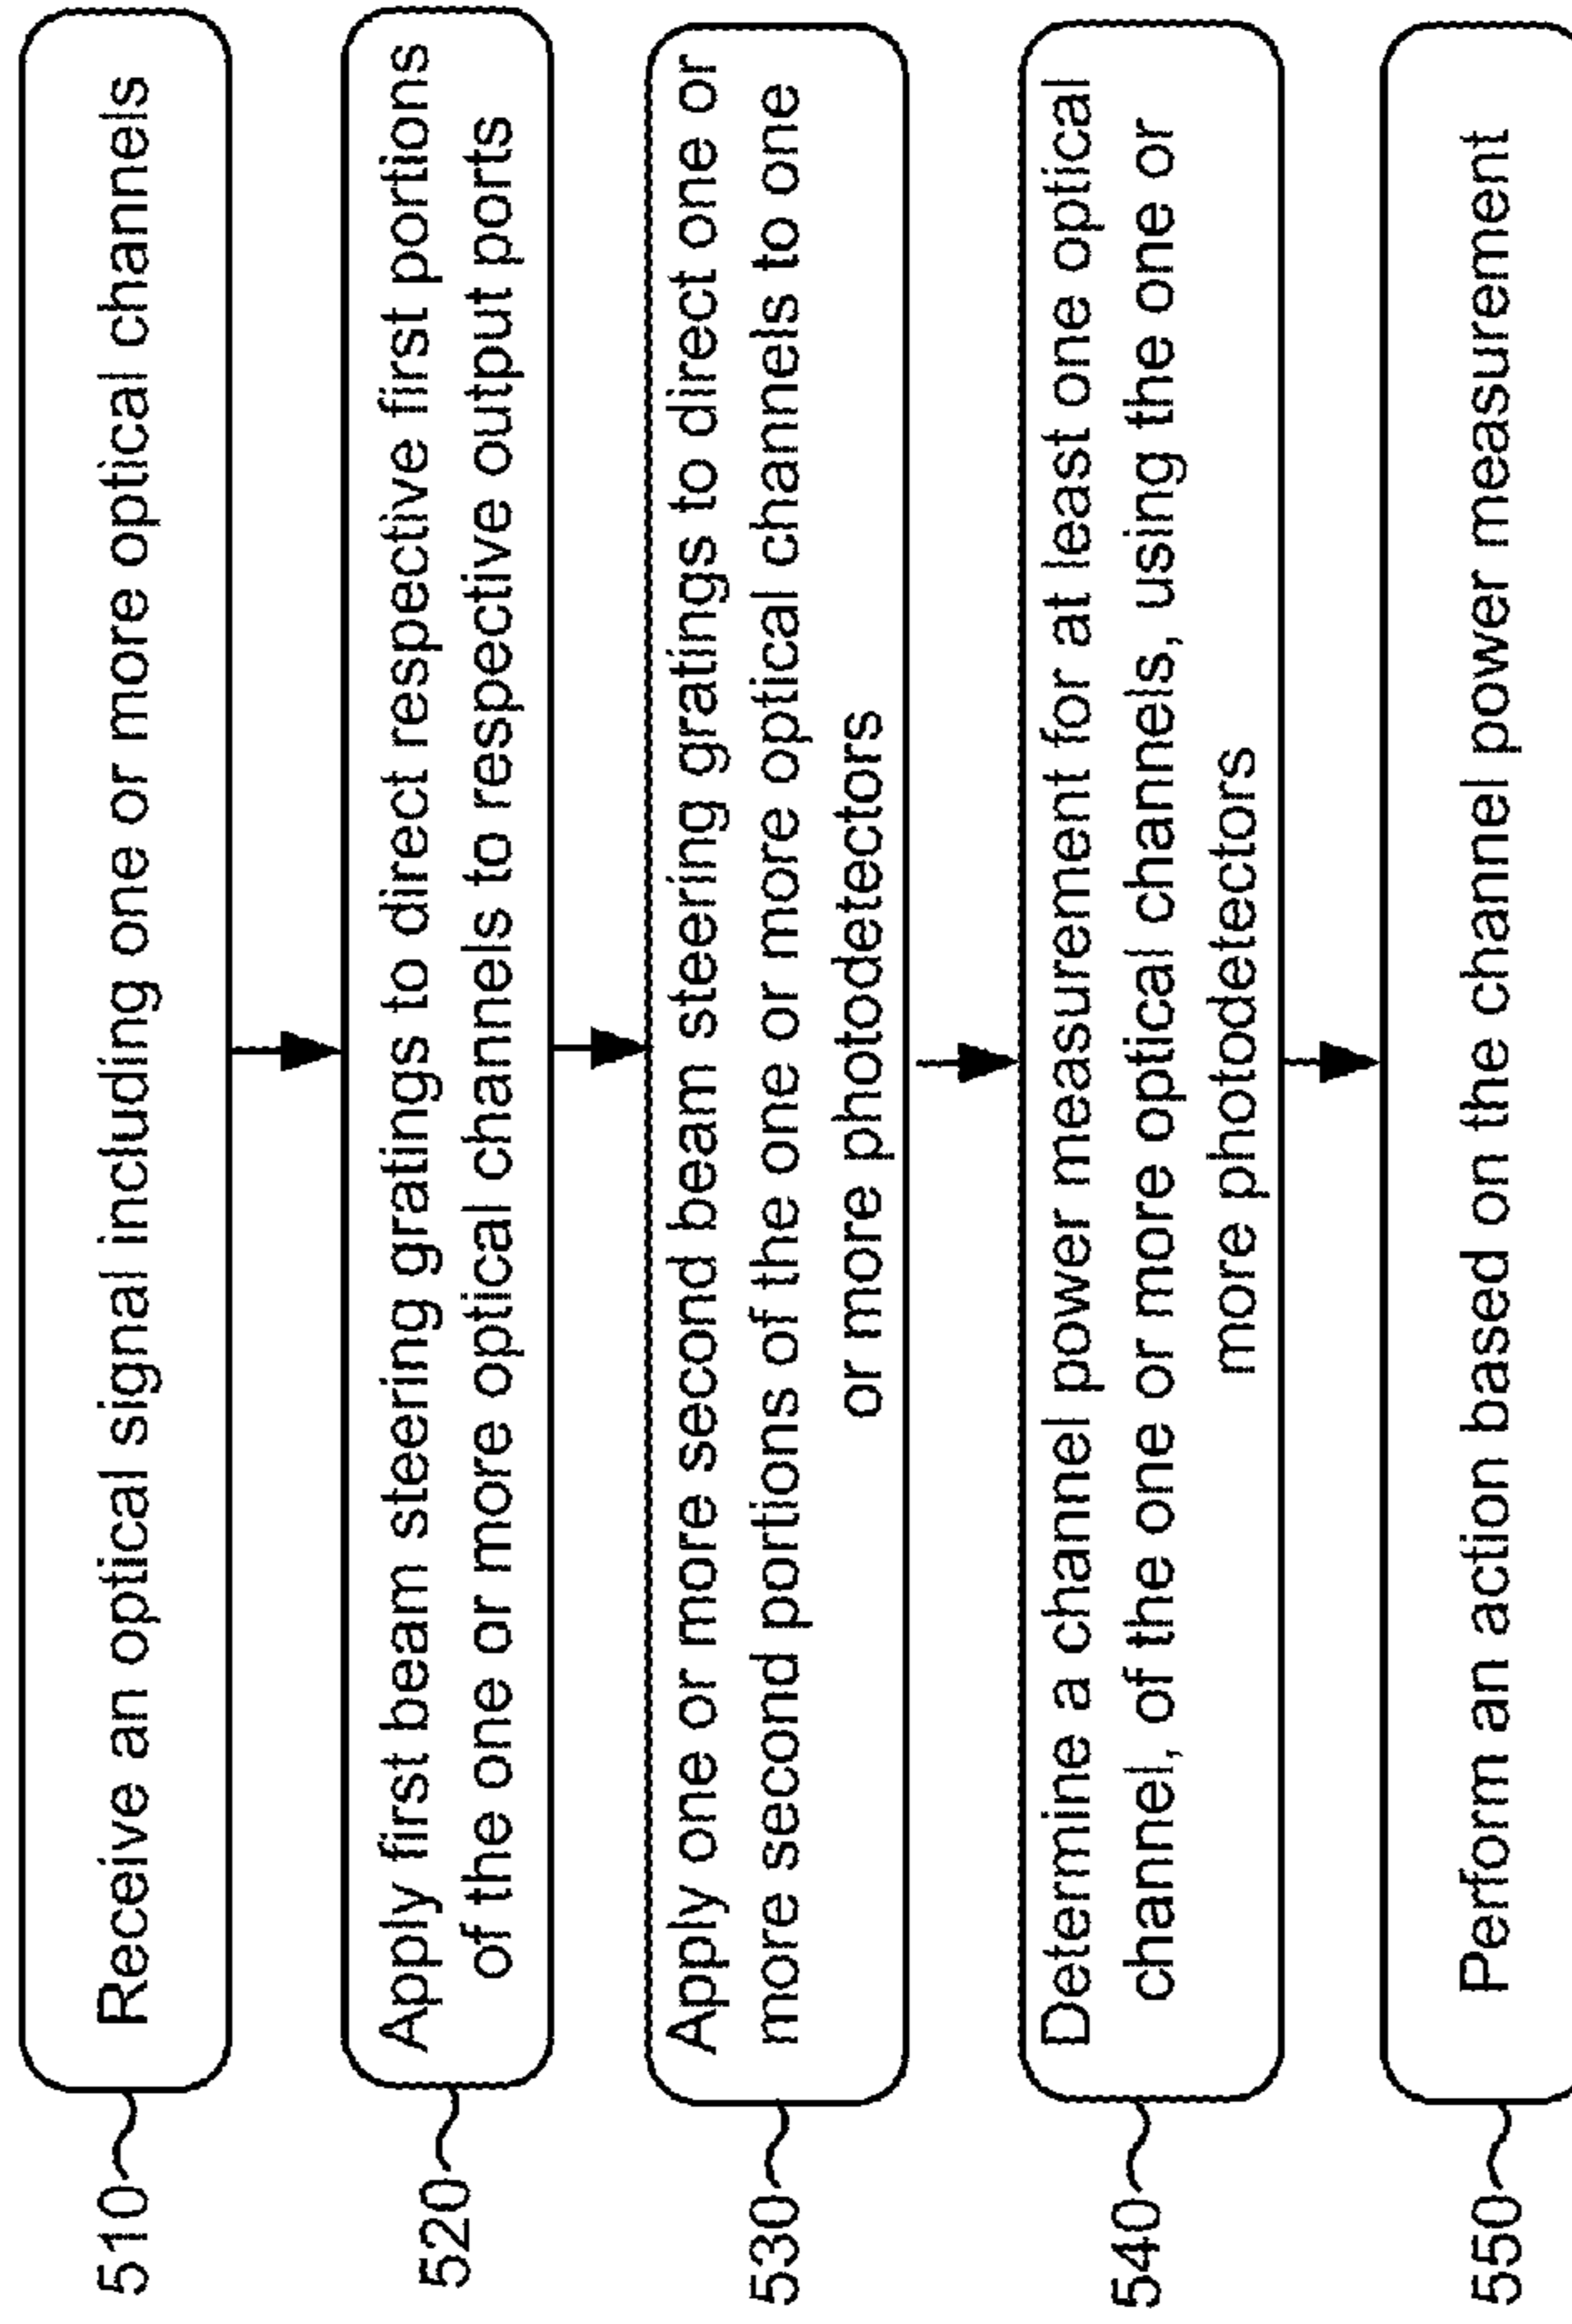 510
Receive an optical signal including one or more optical channels
520
Apply first beam steering gratings to direct respective first portions
of the one or more optical channels to respective output ports
530
Apply one or more second beam steering gratings to direct one or
more second portions of the one or more optical channels to one
or more photodetectors
540
Determine a channel power measurement for at least one optical
channel, of the one or more optical channels, using the one or
more photodetectors
550
Perform an action based on the channel power measurement